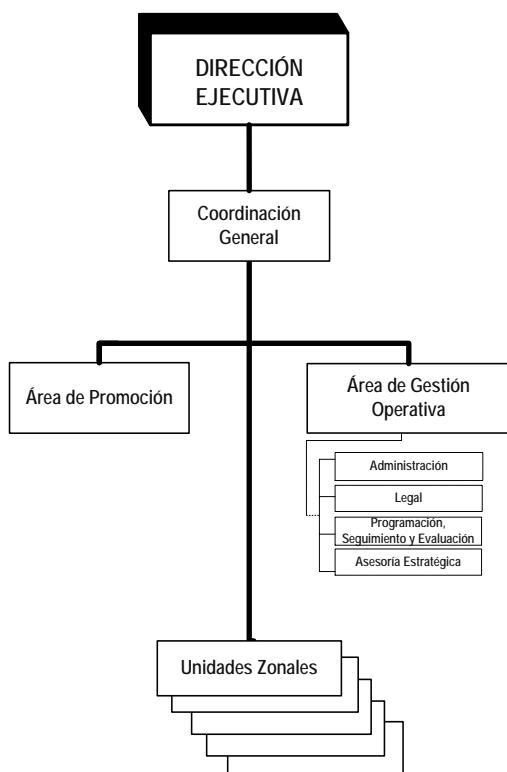 DIRECCIÓN
EJECUTIVA
Coordinación
General
Área de Promoción
Área de Gestión
Operativa
Administración
Legal
Programación,
Seguimiento y Evaluación
Asesoría Estratégica
Unidades Zonales